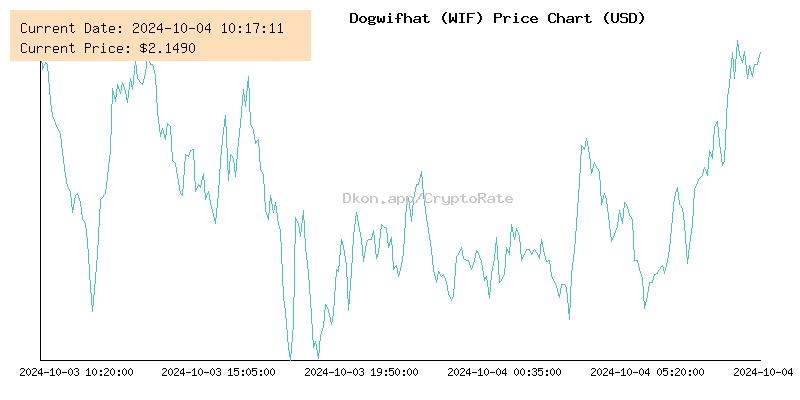 Dogwifhat (WIF) Price Chart (USD)
Current Date: 2024-10-04 10:17:11
Current Price: $2.1490
Dkon.app/CryptoRate
2024-10-03 10:20:00 2024-10-03 15:05:00 2024-10-03 19:50:00 2024-10-04 00:35:00 2024-10-04 05:20:00 2024-10-04